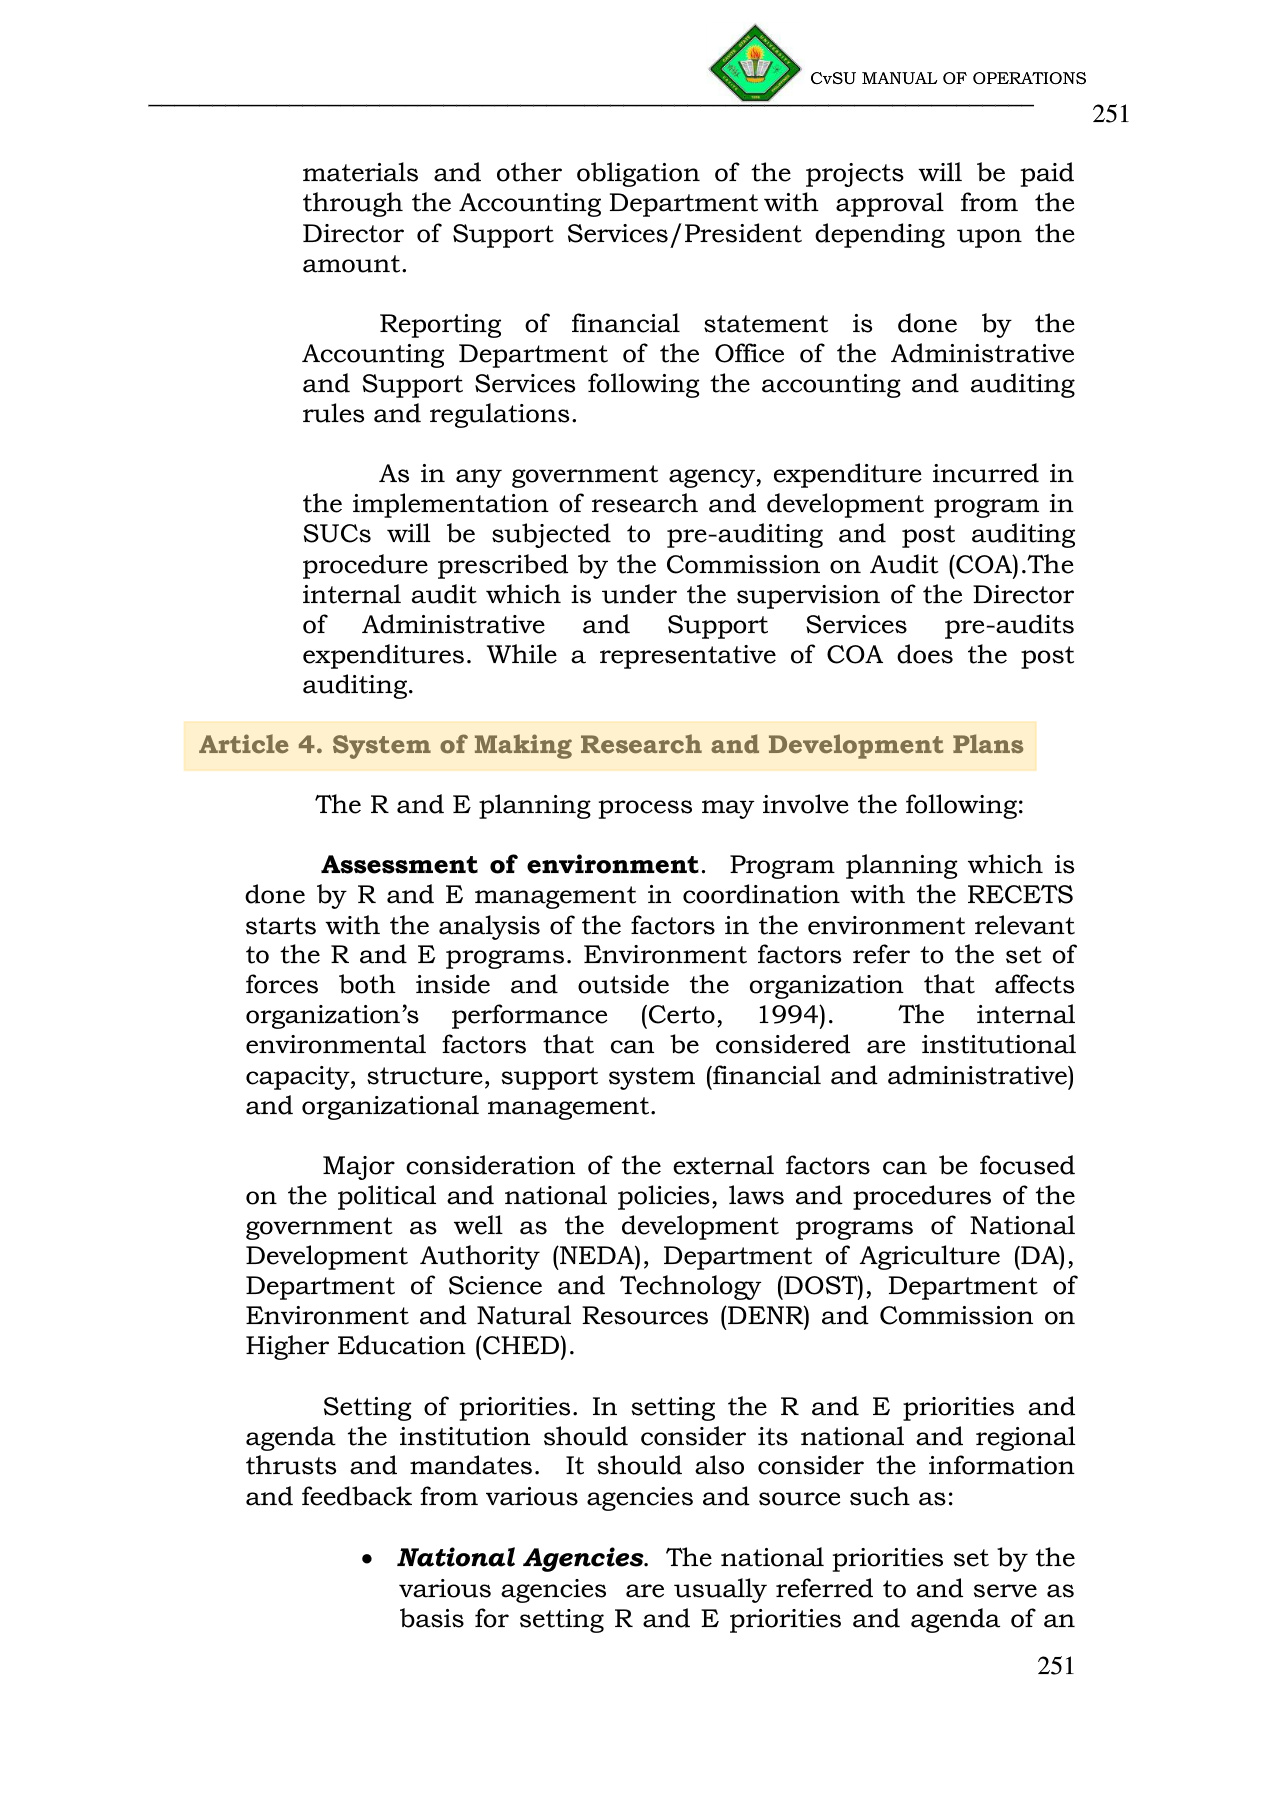 CvSU MANUAL OF OPERATIONS
251
materials and other obligation of the projects will be paid
through the Accounting Department with approval from the
Director of Support Services/President depending upon the
amount.
Reporting of financial statement is done by the
Accounting Department of the Office of the Administrative
and Support Services following the accounting and auditing
rules and regulations.
As in any government agency, expenditure incurred in
the implementation of research and development program in
SUCs will be subjected to pre-auditing and post auditing
procedure prescribed by the Commission on Audit (COA).The
internal audit which is under the supervision of the Director
of Administrative and Support Services pre-audits
expenditures. While a representative of COA does the post
auditing.
Article 4. System of Making Research and Development Plans
The R and E planning process may involve the following:
Assessment of environment. Program planning which is
done by R and E management in coordination with the RECETS
starts with the analysis of the factors in the environment relevant
to the R and E programs. Environment factors refer to the set of
forces both inside and outside the organization that affects
organization’s performance (Certo, 1994). The internal
environmental factors that can be considered are institutional
capacity, structure, support system (financial and administrative)
and organizational management.
Major consideration of the external factors can be focused
on the political and national policies, laws and procedures of the
government as well as the development programs of National
Development Authority (NEDA), Department of Agriculture (DA),
Department of Science and Technology (DOST), Department of
Environment and Natural Resources (DENR) and Commission on
Higher Education (CHED).
Setting of priorities. In setting the R and E priorities and
agenda the institution should consider its national and regional
thrusts and mandates. It should also consider the information
and feedback from various agencies and source such as:
• National Agencies. The national priorities set by the
various agencies are usually referred to and serve as
basis for setting R and E priorities and agenda of an
251